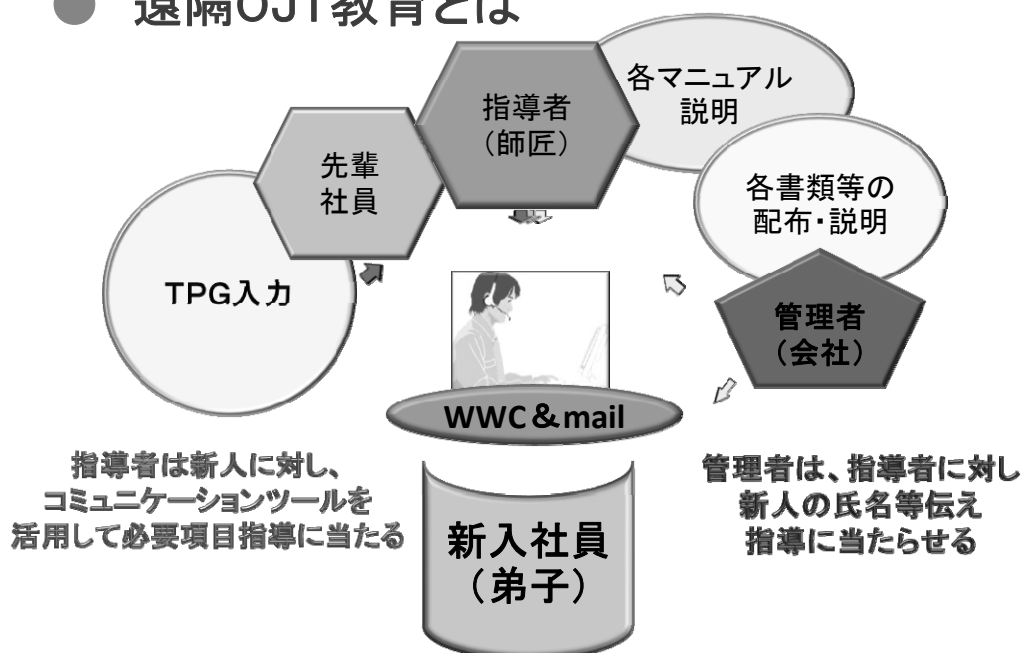 ● 遠隔OJT教育とは
各マニュアル
説明
指導者
（師匠）
先輩
社員
各書類等の
配布・説明
TPG入力
管理者
（会社）
WWC＆mail
指導者は新人に対し、
コミュニケーションツールを
活用して必要項目指導に当たる
管理者は、指導者に対し
新人の氏名等伝え
指導に当たらせる
新入社員
（弟子）